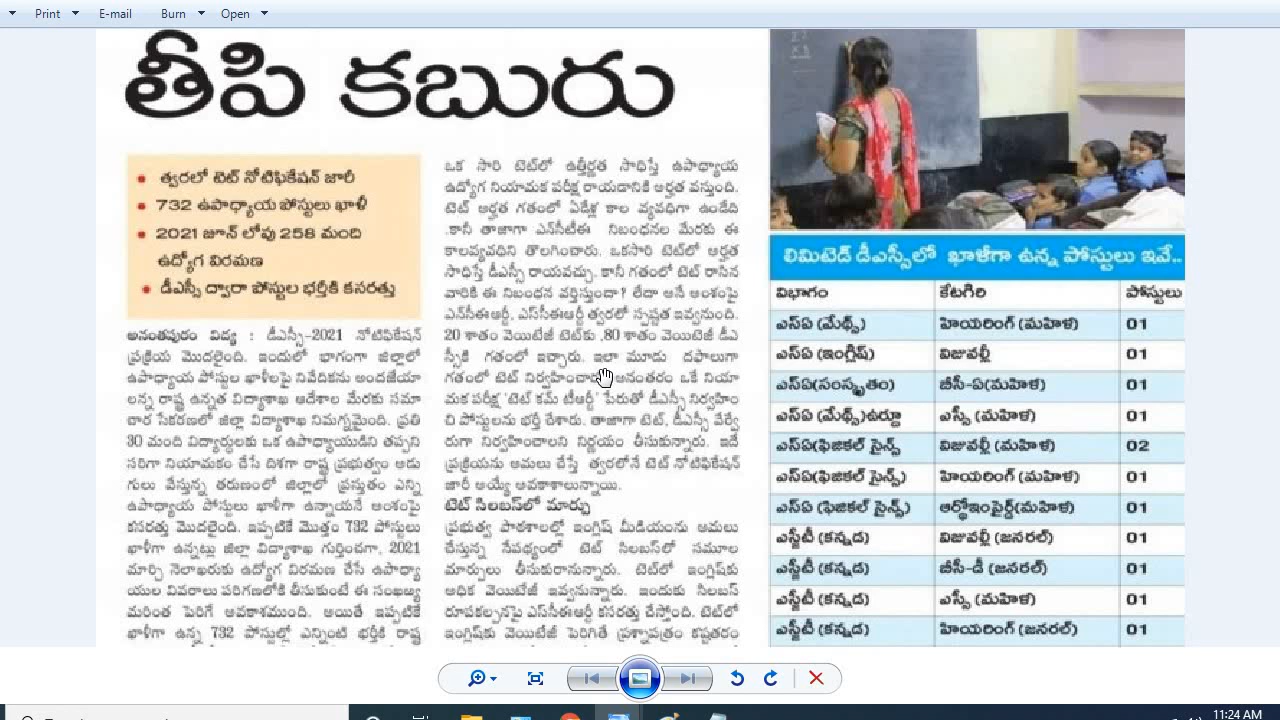 Print
E-mail
Burn
Open
తీపి కబురు
త్వరలో టెట్ నోటిఫికేషన్ జారీ
732 ఉపాధ్యాయ పోస్టులు ఖాళీ
2021 జూన్ లోపు 258 మంది
ఉద్యోగ విరమణ
డీఎస్సీ ద్వారా పోస్టుల భర్తీకి కసరత్తు
అనంతపురం విద్య : డీఎస్సీ-2021 నోటిఫికేషన్
ప్రక్రియ మొదలైంది. ఇందులో భాగంగా జిల్లాలో
ఉపాధ్యాయ పోస్టుల ఖాళీలపై నివేదికను అందజేయా
లన్న రాష్ట్ర ఉన్నత విద్యాశాఖ ఆదేశాల మేరకు సమా
చార సేకరణలో జిల్లా విద్యాశాఖ నిమగ్నమైంది. ప్రతి
30 మంది విద్యార్థులకు ఒక ఉపాధ్యాయుడిని తప్పని
సరిగా నియామకం చేసే దిశగా రాష్ట్ర ప్రభుత్వం అడు
గులు వేస్తున్న తరుణంలో జిల్లాలో ప్రస్తుతం ఎన్ని
ఉపాధ్యాయ పోస్టులు ఖాళీగా ఉన్నాయనే అంశంపై
కసరత్తు మొదలైంది. ఇప్పటికే మొత్తం 732 పోస్టులు
ఖాళీగా ఉన్నట్లు జిల్లా విద్యాశాఖ గుర్తించగా, 2021
మార్చి నెలాఖరుకు ఉద్యోగ విరమణ చేసే ఉపాధ్యా
యుల వివరాలు పరిగణలోకి తీసుకుంటే ఈ సంఖ్య
మరింత పెరిగే అవకాశముంది. అయితే ఇప్పటికే
ఖాళీగా ఉన్న 732 పోస్టుల్లో ఎన్నింటి భర్తీకి రాష్ట్ర
ఒక సారి టెట్‌లో ఉత్తీర్ణత సాధిస్తే ఉపాధ్యాయ
ఉద్యోగ నియామక పరీక్ష రాయడానికి అర్హత వస్తుంది.
టెట్ అర్హత గతంలో ఏడేళ్ల కాల వ్యవధిగా ఉండేది
.కానీ తాజాగా ఎన్‌సీటీఈ నిబంధనల మేరకు ఈ
కాలవ్యవధిని తొలగించారు. ఒకసారి టెట్‌లో అర్హత
సాధిస్తే డీఎస్సీ రాయవచ్చు. కానీ గతంలో టెట్ రాసిన
వారికి ఈ నిబంధన వర్తిస్తుందా? లేదా అనే అంశంపై
ఎన్‌సీఈఆర్టీ, ఎస్‌సీఈఆర్టీ త్వరలో స్పష్టత ఇవ్వనుంది.
20 శాతం వెయిటేజీ టెట్‌కు ,80 శాతం వెయిటేజీ డీఎ
స్సీకి గతంలో ఇచ్చారు. ఇలా మూడు దఫాలుగా
గతంలో టెట్ నిర్వహించారు. అనంతరం ఒకే నియా
మక పరీక్ష 'టెట్ కమ్ టీఆర్టీ' పేరుతో డీఎస్సీ నిర్వహిం
చి పోస్టులను భర్తీ చేశారు. తాజాగా టెట్, డీఎస్సీ వేర్వే
రుగా నిర్వహించాలని నిర్ణయం తీసుకున్నారు. ఇదే
ప్రక్రియను అమలు చేస్తే త్వరలోనే టెట్ నోటిఫికేషన్
జారీ అయ్యే అవకాశాలున్నాయి.
టెట్ సిలబస్‌లో మార్పు
ప్రభుత్వ పాఠశాలల్లో ఇంగ్లిష్ మీడియంను అమలు
చేస్తున్న నేపథ్యంలో టెట్ సిలబస్‌లో సమూల
మార్పులు తీసుకురానున్నారు. టెట్‌లో ఇంగ్లిష్‌కు
అధిక వెయిటేజీ ఇవ్వనున్నారు. ఇందుకు సిలబస్
రూపకల్పనపై ఎస్‌సీఈఆర్టీ కసరత్తు చేస్తోంది. టెట్‌లో
ఇంగ్లిష్‌కు వెయిటేజీ పెరిగితే ప్రశ్నాపత్రం కష్టతరం
లిమిటెడ్ డీఎస్సీలో ఖాళీగా ఉన్న పోస్టులు ఇవే..
విభాగం కేటగిరి పోస్టులు
ఎస్ఏ (మేథ్స్) హియరింగ్ (మహిళ) 01
ఎస్ఏ (ఇంగ్లీష్) విజువల్లీ 01
ఎస్ఏ(సంస్కృతం) బీసీ-ఏ(మహిళ) 01
ఎస్ఏ (మేథ్స్)ఉర్దూ ఎస్సీ (మహిళ) 01
ఎస్ఏ(ఫిజికల్ సైన్స్ విజువల్లీ (మహిళ) 02
ఎస్ఏ(ఫిజికల్ సైన్స్) హియరింగ్ (మహిళ) 01
ఎస్ఏ (ఫిజికల్ సైన్స్) ఆర్థోఇంపైర్డ్(మహిళ) 01
ఎస్జీటీ (కన్నడ) విజువల్లీ (జనరల్) 01
ఎస్జీటీ (కన్నడ) బీసీ-డీ (జనరల్) 01
ఎస్జీటీ (కన్నడ) ఎస్సీ (మహిళ) 01
ఎస్జీటీ (కన్నడ) హియరింగ్ (జనరల్) 01
11:24 AM